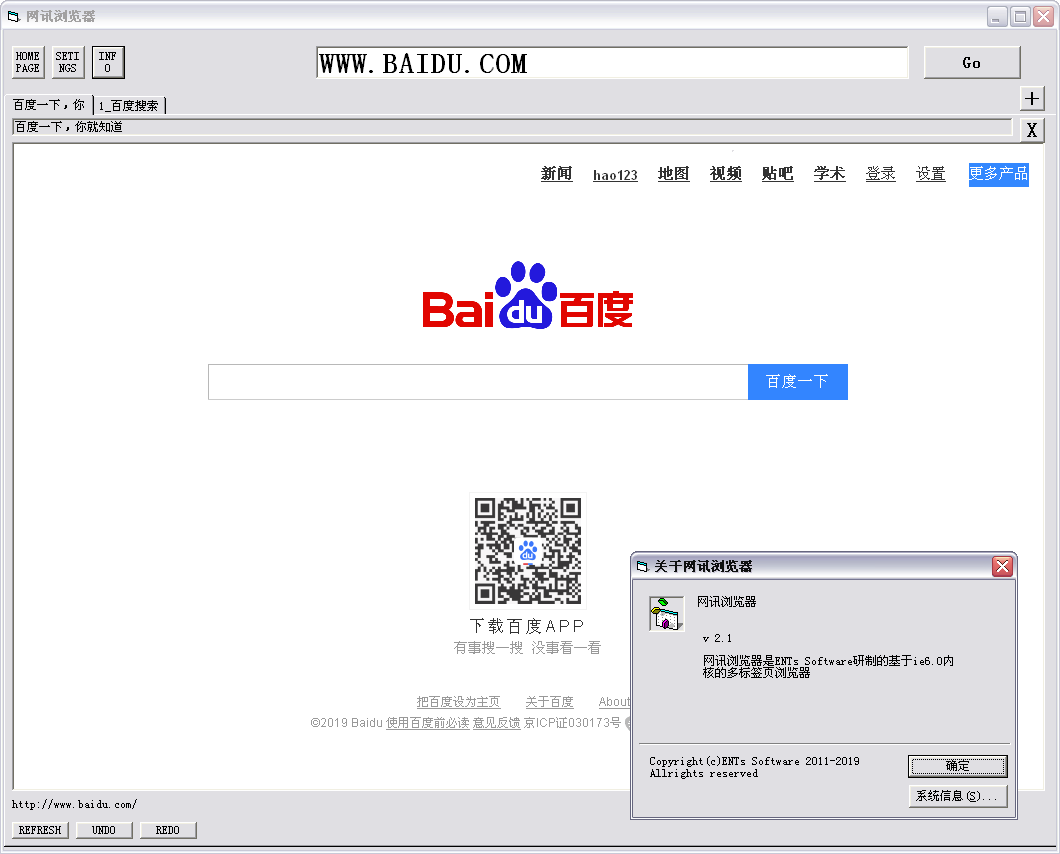 网讯浏览器
HOME
PAGE
SETI
NGS
INF
O
WWW.BAIDU.COM
Go
百度一下，你
1_百度搜索
+
百度一下，你就知道
X
新闻 hao123 地图 视频 贴吧 学术 登录 设置 更多产品
Bai du 百度
百度一下
du
下载百度APP
有事搜一搜 没事看一看
把百度设为主页 关于百度 About
©2019 Baidu 使用百度前必读 意见反馈 京ICP证030173号
关于网讯浏览器
网讯浏览器
v 2.1
网讯浏览器是ENTs Software研制的基于ie6.0内
核的多标签页浏览器
Copyright(c)ENTs Software 2011-2019
Allrights reserved
确定
系统信息(S)...
http://www.baidu.com/
REFRESH UNDO REDO